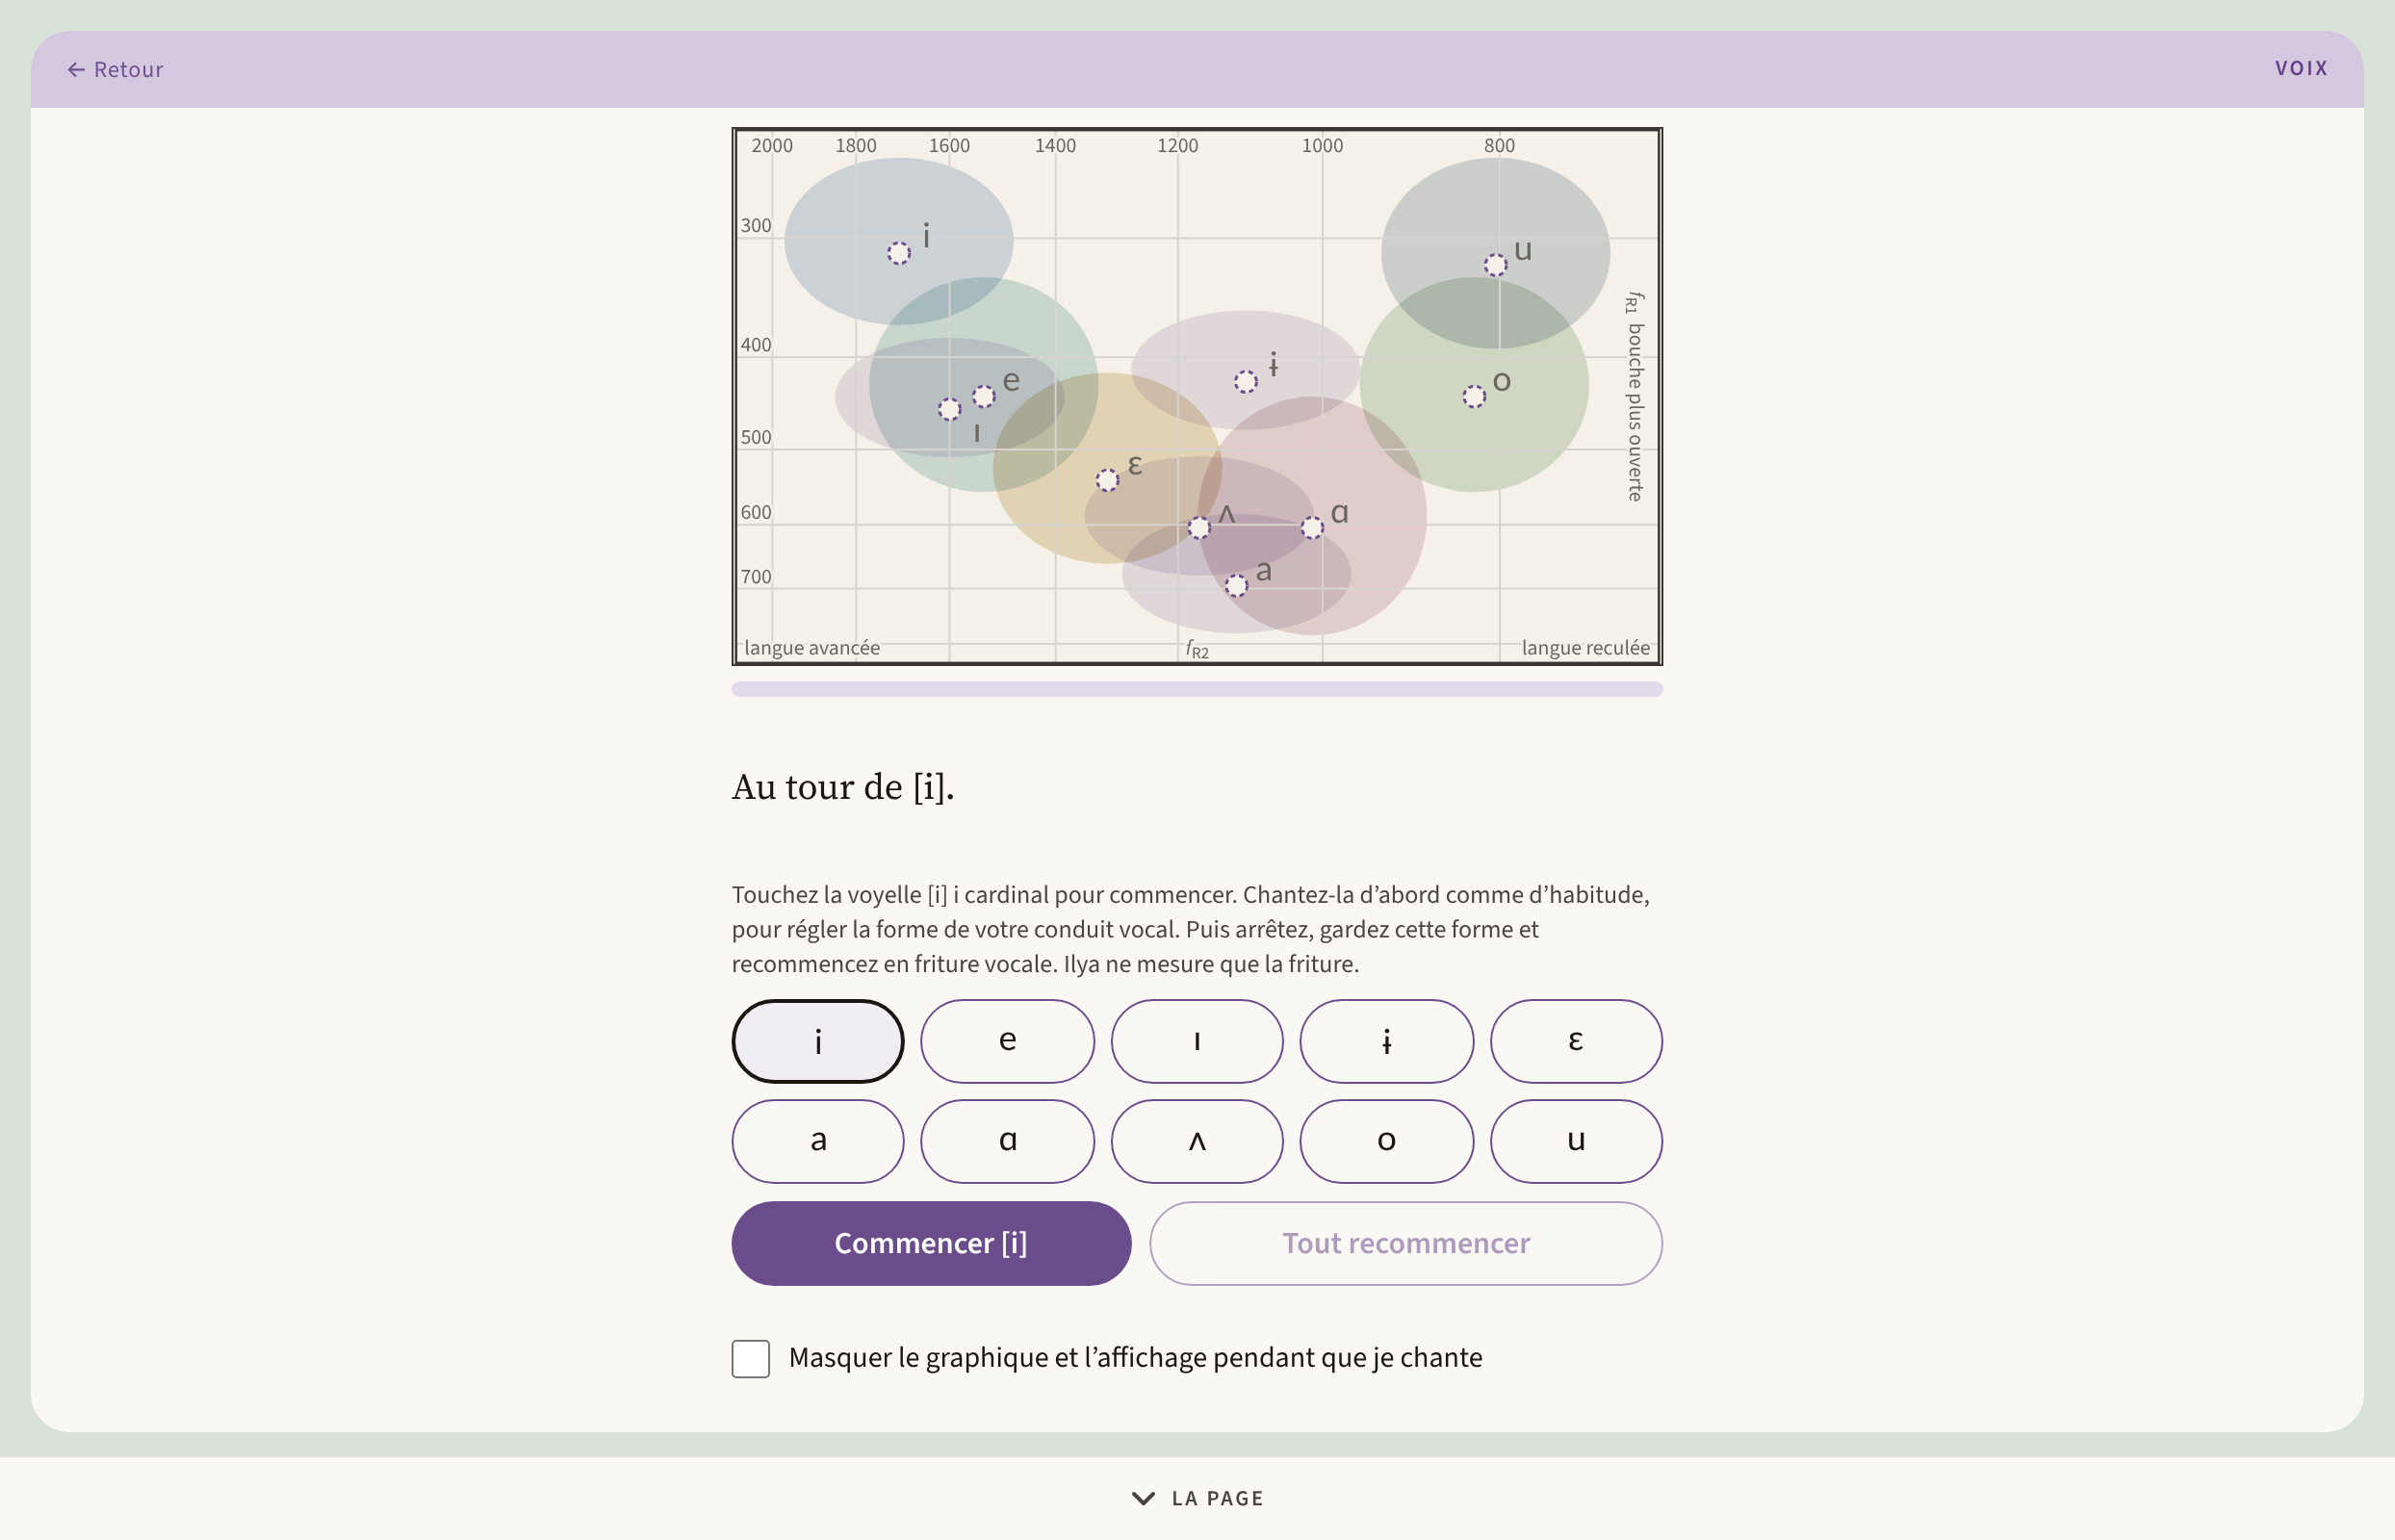 ← Retour
VOIX
2000 1800 1600 1400 1200 1000 800
300
400
500
600
700
i
u
ɨ
e
o
ɪ
ɛ
ʌ
ɑ
a
fR1 bouche plus ouverte
langue avancée
fR2
langue reculée
Au tour de [i].
Touchez la voyelle [i] i cardinal pour commencer. Chantez-la d’abord comme d’habitude,
pour régler la forme de votre conduit vocal. Puis arrêtez, gardez cette forme et
recommencez en friture vocale. Ilya ne mesure que la friture.
i e ɪ ɨ ɛ
a ɑ ʌ o u
Commencer [i]
Tout recommencer
Masquer le graphique et l’affichage pendant que je chante
LA PAGE